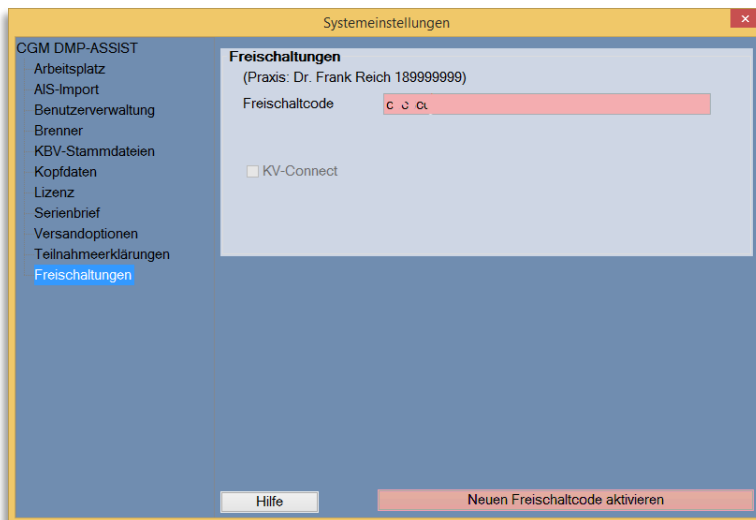 Systemeinstellungen
CGM DMP-ASSIST
Arbeitsplatz
AIS-Import
Benutzerverwaltung
Brenner
KBV-Stammdateien
Kopfdaten
Lizenz
Serienbrief
Versandoptionen
Teilnahmeerklärungen
Freischaltungen
Freischaltungen
(Praxis: Dr. Frank Reich 189999999)
Freischaltcode
KV-Connect
Hilfe
Neuen Freischaltcode aktivieren